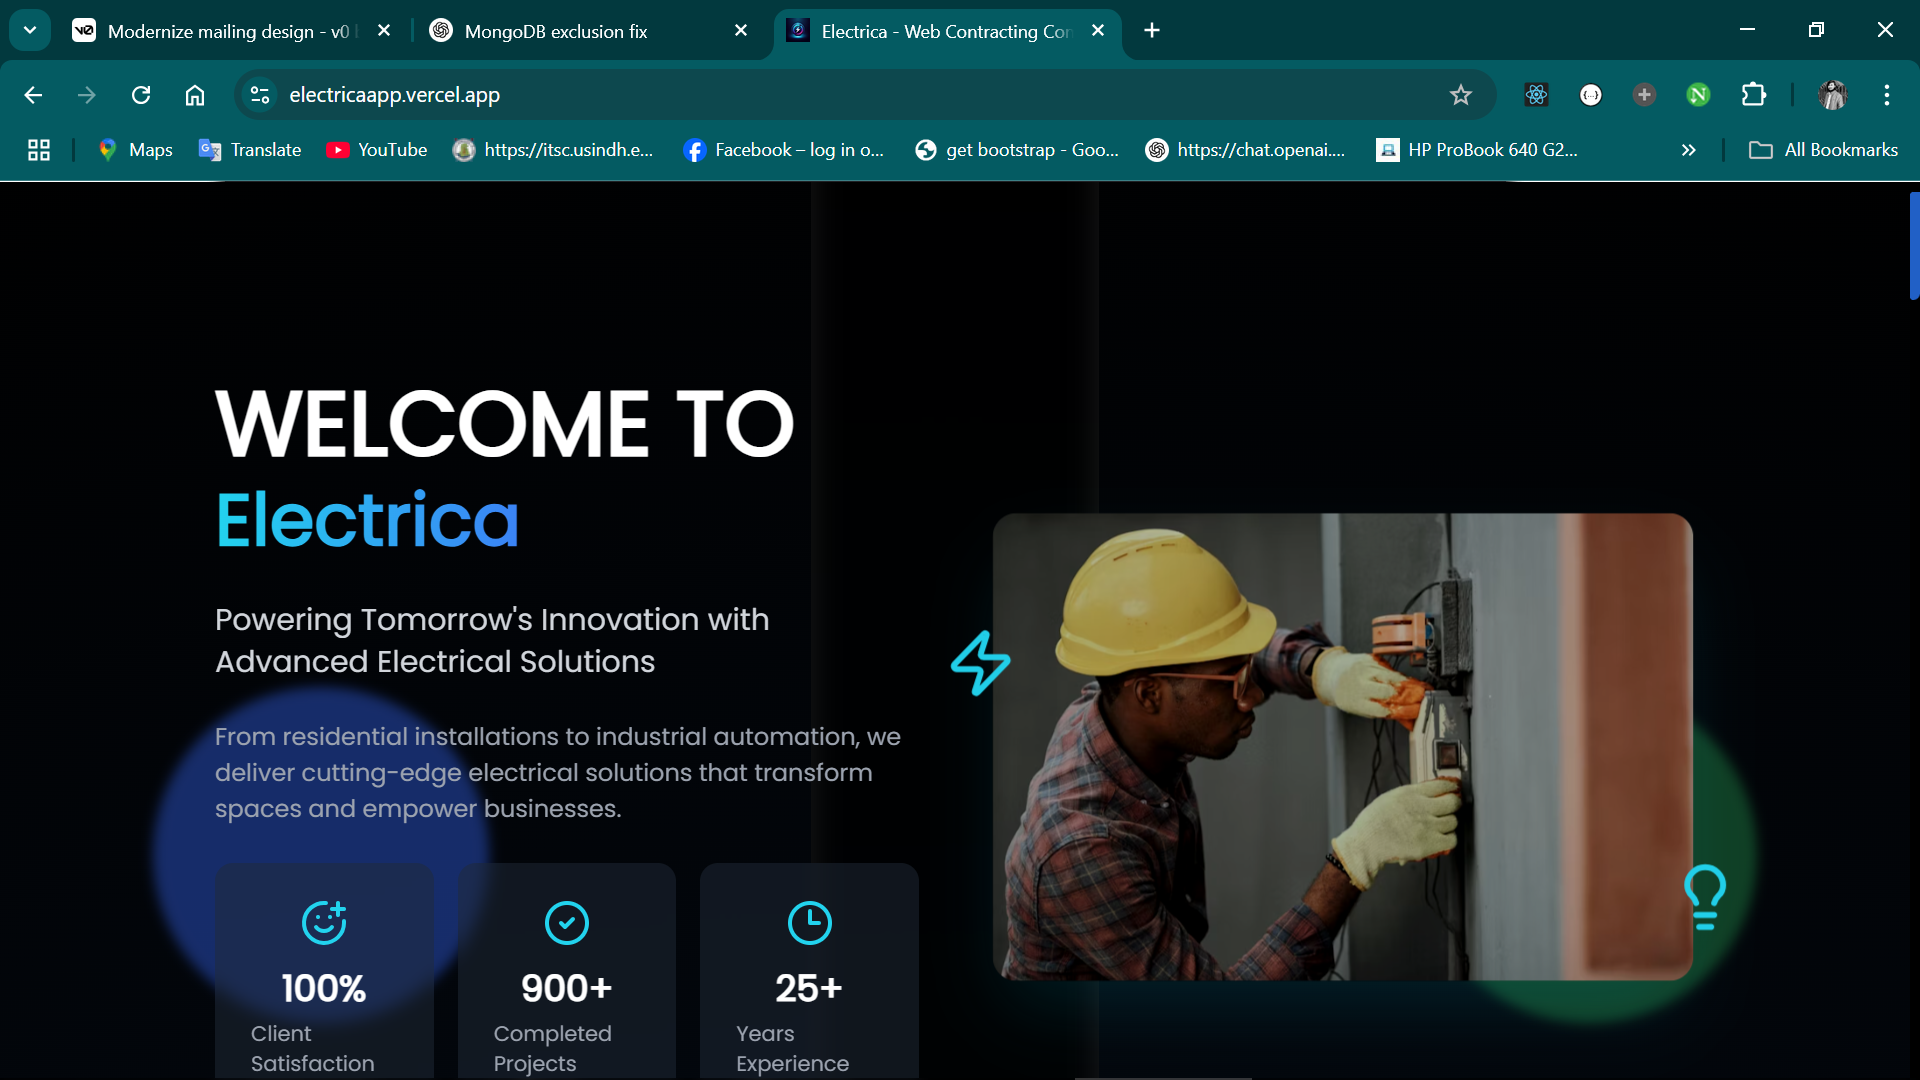 Modernize mailing design - v0
MongoDB exclusion fix
Electrica - Web Contracting Con
electricaapp.vercel.app
Maps
Translate
YouTube
https://itsc.usindh.e...
Facebook – log in o...
get bootstrap - Goo...
https://chat.openai....
HP ProBook 640 G2...
All Bookmarks
WELCOME TO
Electrica
Powering Tomorrow's Innovation with
Advanced Electrical Solutions
From residential installations to industrial automation, we
deliver cutting-edge electrical solutions that transform
spaces and empower businesses.
100%
Client
Satisfaction
900+
Completed
Projects
25+
Years
Experience